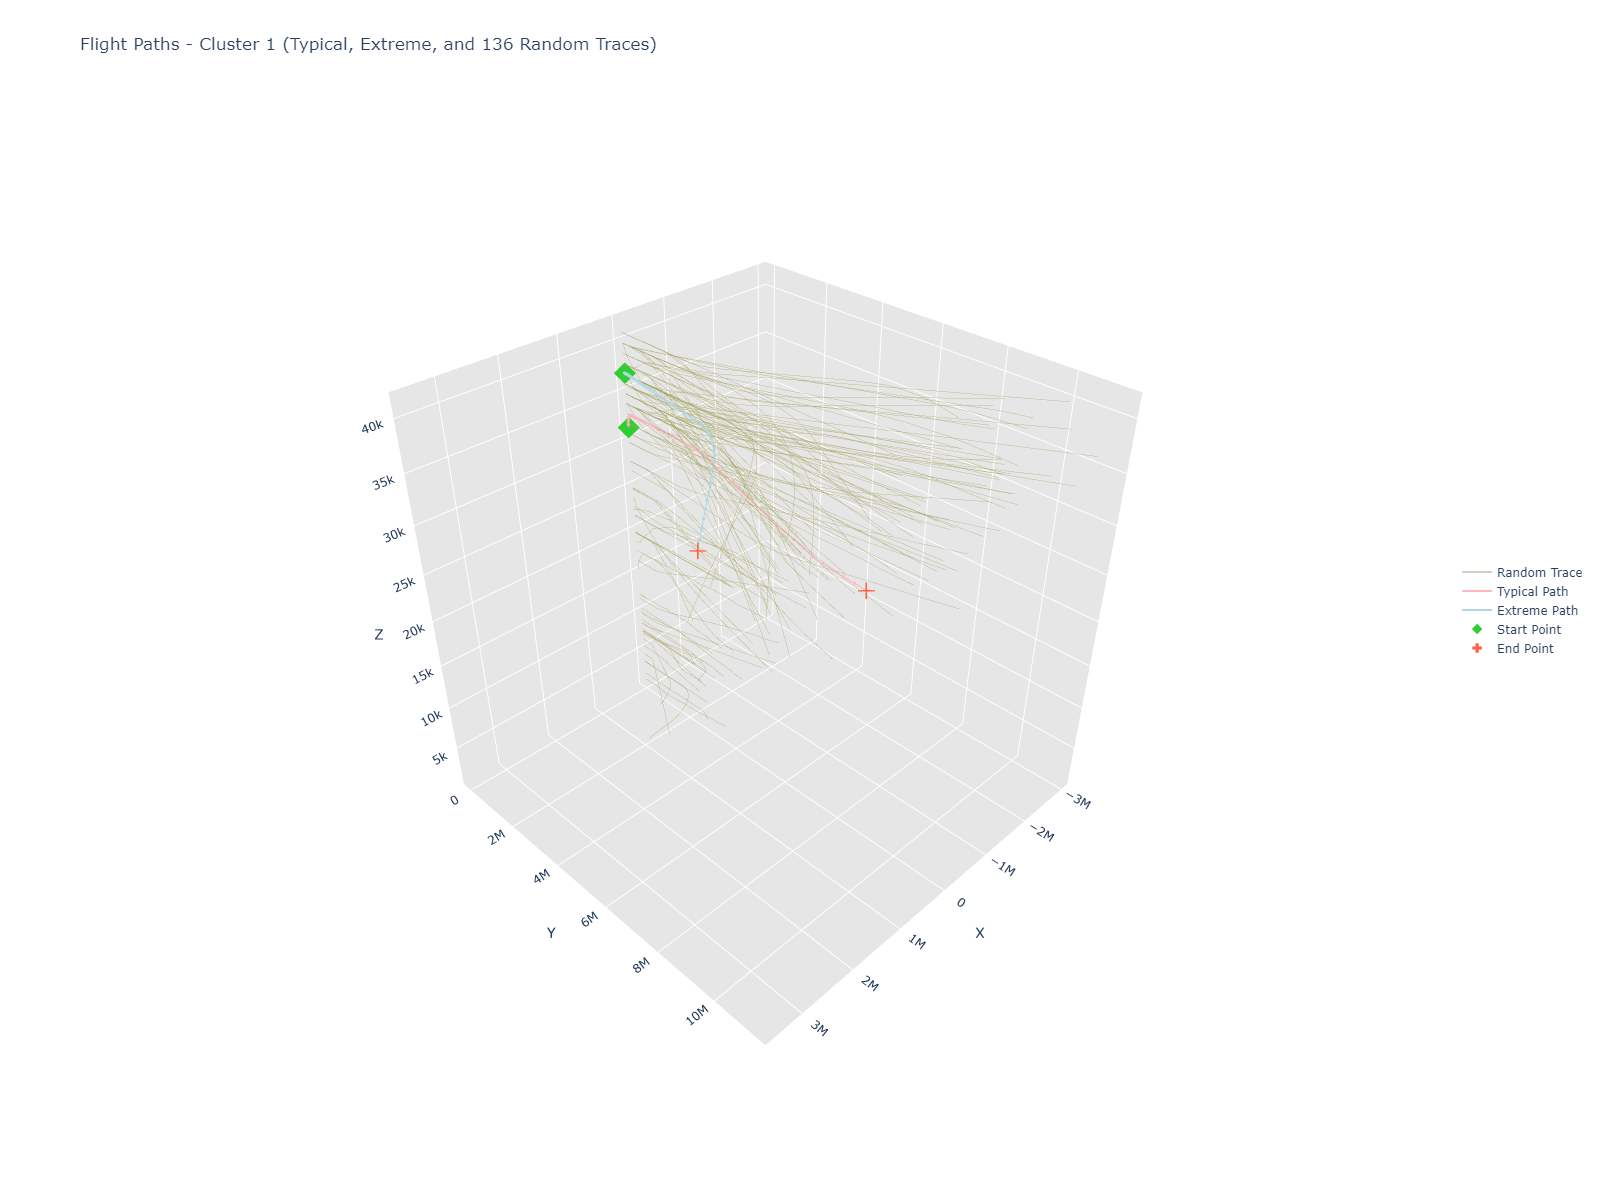 Flight Paths - Cluster 1 (Typical, Extreme, and 136 Random Traces)
40k
35k
30k
25k
20k
15k
10k
5k
Z
0
2M
4M
6M
8M
10M
Y
−3M
−2M
−1M
0
1M
2M
3M
X
Random Trace
Typical Path
Extreme Path
Start Point
End Point